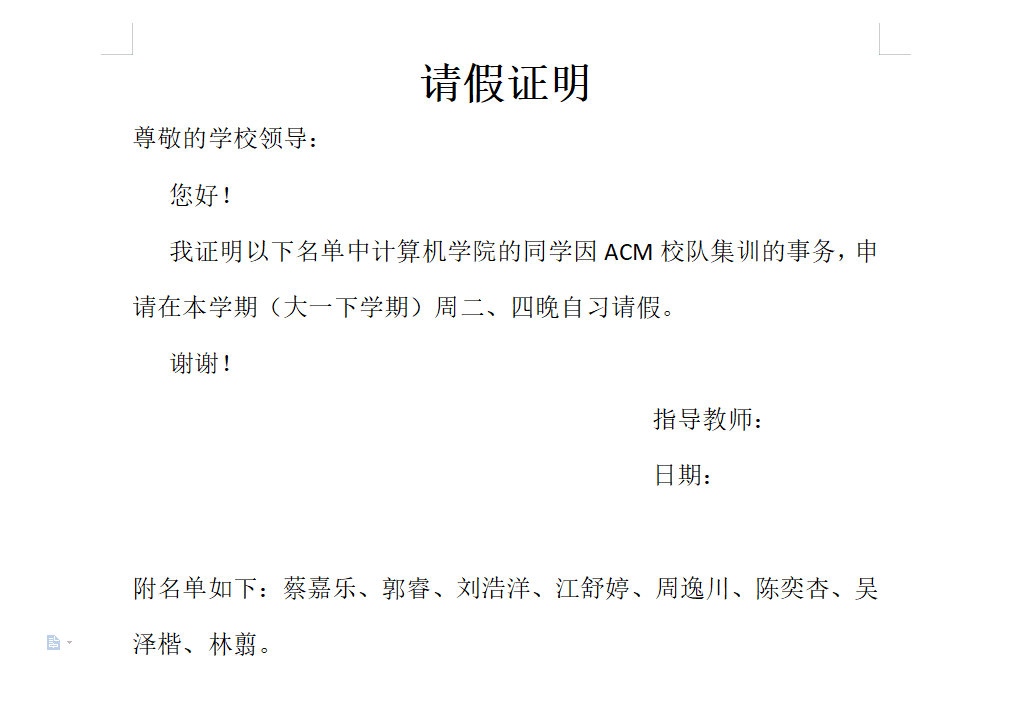 请假证明
尊敬的学校领导：
您好！
我证明以下名单中计算机学院的同学因 ACM 校队集训的事务，申
请在本学期（大一下学期）周二、四晚自习请假。
谢谢！
指导教师：
日期：
附名单如下：蔡嘉乐、郭睿、刘浩洋、江舒婷、周逸川、陈奕杏、吴
泽楷、林翦。